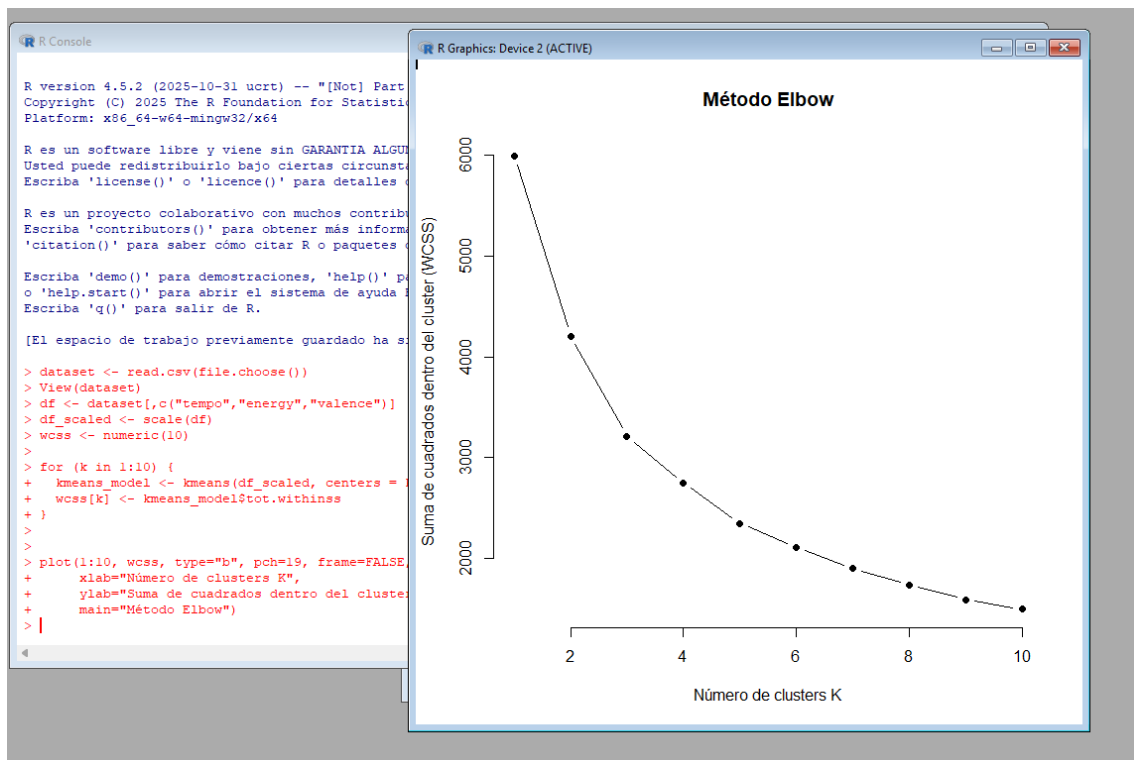 R Console
R version 4.5.2 (2025-10-31 ucrt) -- "[Not] Part
Copyright (C) 2025 The R Foundation for Statistic
Platform: x86_64-w64-mingw32/x64
R es un software libre y viene sin GARANTIA ALGUN
Usted puede redistribuirlo bajo ciertas circunsta
Escriba 'license()' o 'licence()' para detalles
R es un proyecto colaborativo con muchos contribu
Escriba 'contributors()' para obtener más informa
'citation()' para saber cómo citar R o paquetes
Escriba 'demo()' para demostraciones, 'help()' pa
o 'help.start()' para abrir el sistema de ayuda
Escriba 'q()' para salir de R.
[El espacio de trabajo previamente guardado ha s
> dataset <- read.csv(file.choose())
> View(dataset)
> df <- dataset[,c("tempo","energy","valence")]
> df_scaled <- scale(df)
> wcss <- numeric(10)
>
> for (k in 1:10) {
+   kmeans_model <- kmeans(df_scaled, centers =
+   wcss[k] <- kmeans_model$tot.withinss
+ }
>
>
> plot(1:10, wcss, type="b", pch=19, frame=FALSE,
+      xlab="Número de clusters K",
+      ylab="Suma de cuadrados dentro del cluster
+      main="Método Elbow")
>
R Graphics: Device 2 (ACTIVE)
Método Elbow
Suma de cuadrados dentro del cluster (WCSS)
6000
5000
4000
3000
2000
2 4 6 8 10
Número de clusters K